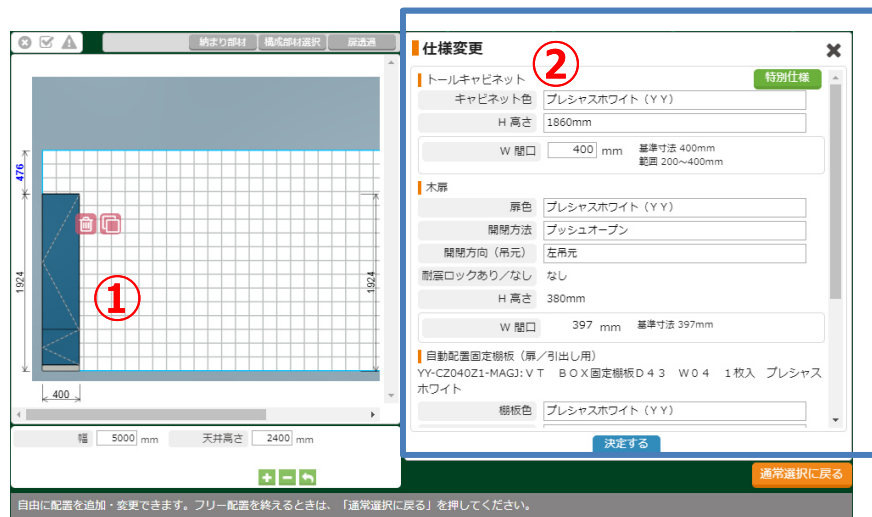 納まり部材 構成部材選択 扉透過
476
1924
①
1924
400
幅 5000 mm 天井高さ 2400 mm
仕様変更
②
特別仕様
トールキャビネット
キャビネット色 プレシャスホワイト（ＹＹ）
H 高さ 1860mm
W 間口 400 mm 基準寸法 400mm
範囲 200～400mm
木扉
扉色 プレシャスホワイト（ＹＹ）
開閉方法 プッシュオープン
開閉方向（吊元） 左吊元
耐震ロックあり／なし なし
H 高さ 380mm
W 間口 397 mm 基準寸法 397mm
自動配置固定棚板（扉／引出し用）
YY-CZ040Z1-MAGJ:ＶＴ　ＢＯＸ固定棚板Ｄ４３　Ｗ０４　１枚入　プレシャス
ホワイト
棚板色 プレシャスホワイト（ＹＹ）
決定する
通常選択に戻る
自由に配置を追加・変更できます。フリー配置を終えるときは、「通常選択に戻る」を押してください。